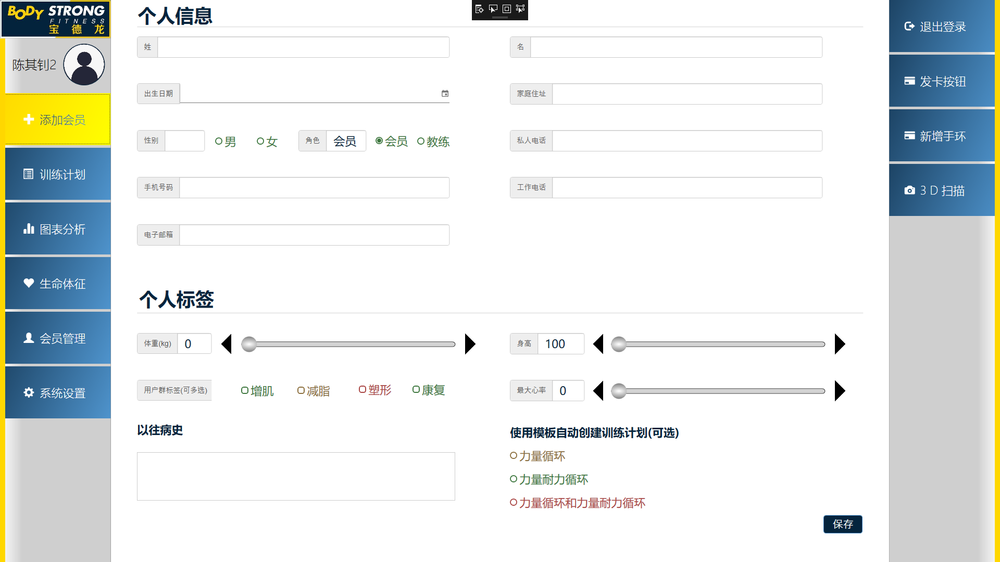 BODY STRONG
FITNESS
宝德龙
陈其钊2
添加会员
训练计划
图表分析
生命体征
会员管理
系统设置
个人信息
姓
名
出生日期
家庭住址
性别 男 女 角色 会员 会员 教练
私人电话
手机号码
工作电话
电子邮箱
个人标签
体重(kg) 0
身高 100
用户群标签(可多选) 增肌 减脂 塑形 康复
最大心率 0
以往病史
使用模板自动创建训练计划(可选)
力量循环
力量耐力循环
力量循环和力量耐力循环
保存
退出登录
发卡按钮
新增手环
3 D 扫描